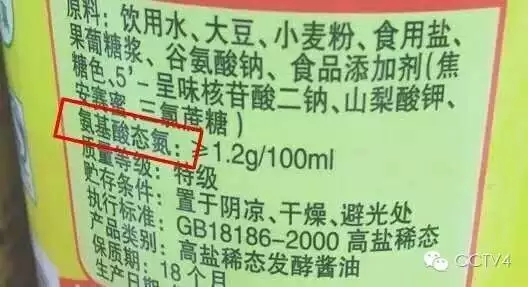 原料：饮用水、大豆、小麦粉、食用盐、
果葡糖浆、谷氨酸钠、食品添加剂(焦
糖色、5'-呈味核苷酸二钠、山梨酸钾、
安赛蜜、三氯蔗糖)
氨基酸态氮：≥1.2g/100ml
质量等级：特级
贮存条件：置于阴凉、干燥、避光处
执行标准：GB18186-2000 高盐稀态
产品类别：高盐稀态发酵酱油
保质期：18个月
生产日期
CCTV4